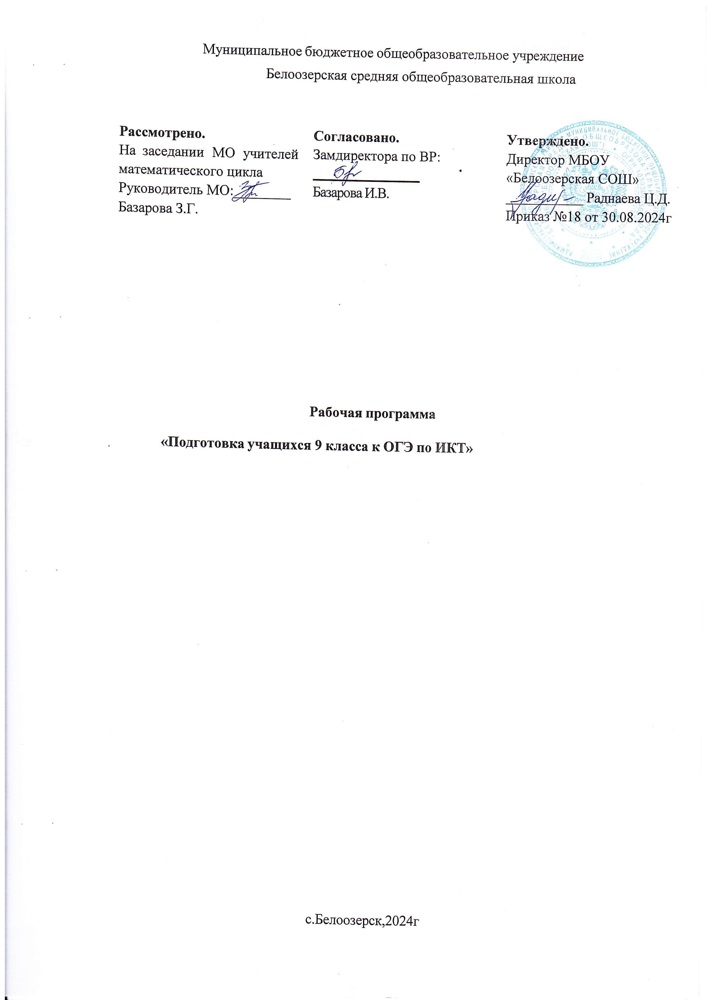 Муниципальное бюджетное общеобразовательное учреждение
Белоозерская средняя общеобразовательная школа
Рассмотрено.
На заседании МО учителей
математического цикла
Руководитель МО:
Базарова З.Г.
Согласовано.
Замдиректора по ВР:
Базарова И.В.
Утверждено.
Директор МБОУ
«Белоозерская СОШ»
Раднаева Ц.Д.
Приказ №18 от 30.08.2024г
Рабочая программа
«Подготовка учащихся 9 класса к ОГЭ по ИКТ»
с.Белоозерск,2024г